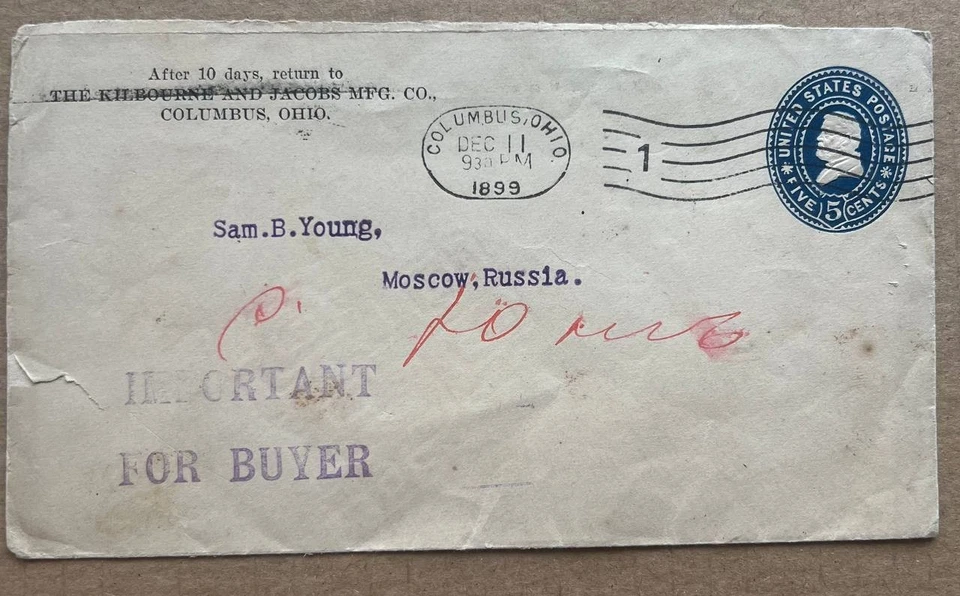 After 10 days, return to
THE KILBOURNE AND JACOBS MFG. CO.,
COLUMBUS, OHIO.
COLUMBUS, OHIO.
DEC 11
930 PM
1899
1
UNITED STATES POSTAGE
FIVE 5 CENTS
Sam.B.Young,
Moscow,Russia.
IMPORTANT
FOR BUYER